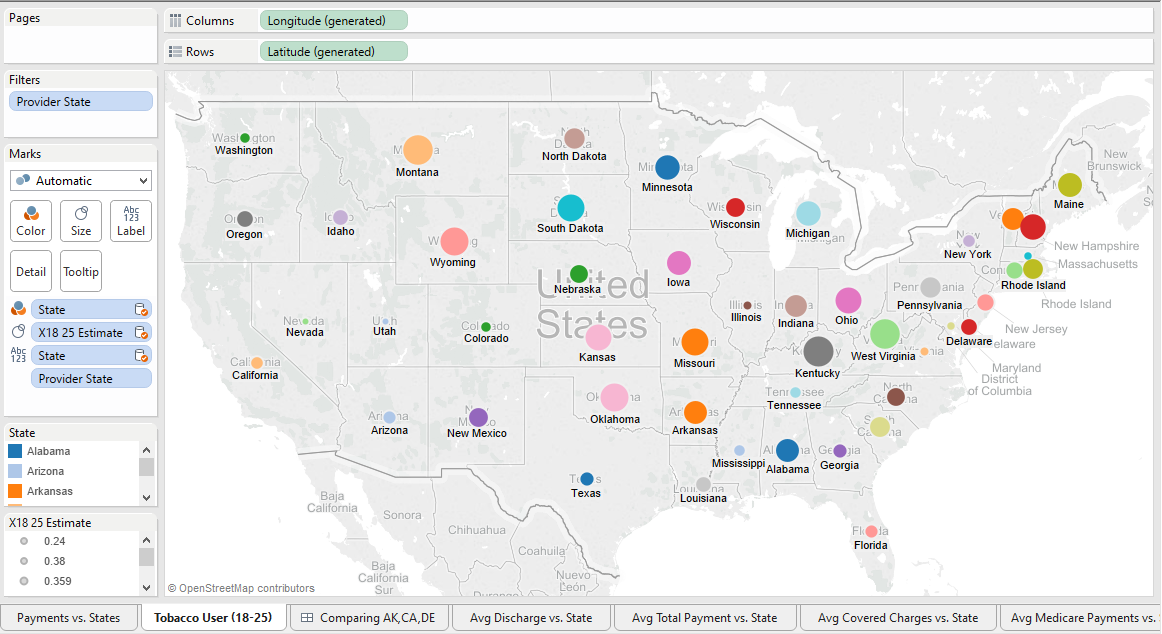 Pages
Columns
Longitude (generated)
Rows
Latitude (generated)
Filters
Provider State
Marks
Automatic
Color
Size
Abc
123
Label
Detail
Tooltip
State
X18 25 Estimate
Abc
123
State
Provider State
State
Alabama
Arizona
Arkansas
X18 25 Estimate
0.24
0.38
0.359
Washington
Montana
North Dakota
Minnesota
Wisconsin
Michigan
Maine
New
Brunswick
Oregon
Idaho
South Dakota
Wyoming
New York
New Hampshire
Massachusetts
Rhode Island
Rhode Island
Nebraska
Iowa
United
States
Illinois
Indiana
Ohio
Pennsylvania
New Jersey
Nevada
Utah
Colorado
Kansas
Missouri
Kentucky
West Virginia
Delaware
Maryland
District
of Columbia
California
Arizona
New Mexico
Oklahoma
Arkansas
Tennessee
North
Mississippi
Alabama
Georgia
Texas
Louisiana
Florida
Baja
California
Sonora
Chihuahua
Coahuila
Baja
California
Sur
Nuevo
León
Durango
© OpenStreetMap contributors
Payments vs. States
Tobacco User (18-25)
Comparing AK,CA,DE
Avg Discharge vs. State
Avg Total Payment vs. State
Avg Covered Charges vs. State
Avg Medicare Payments vs.